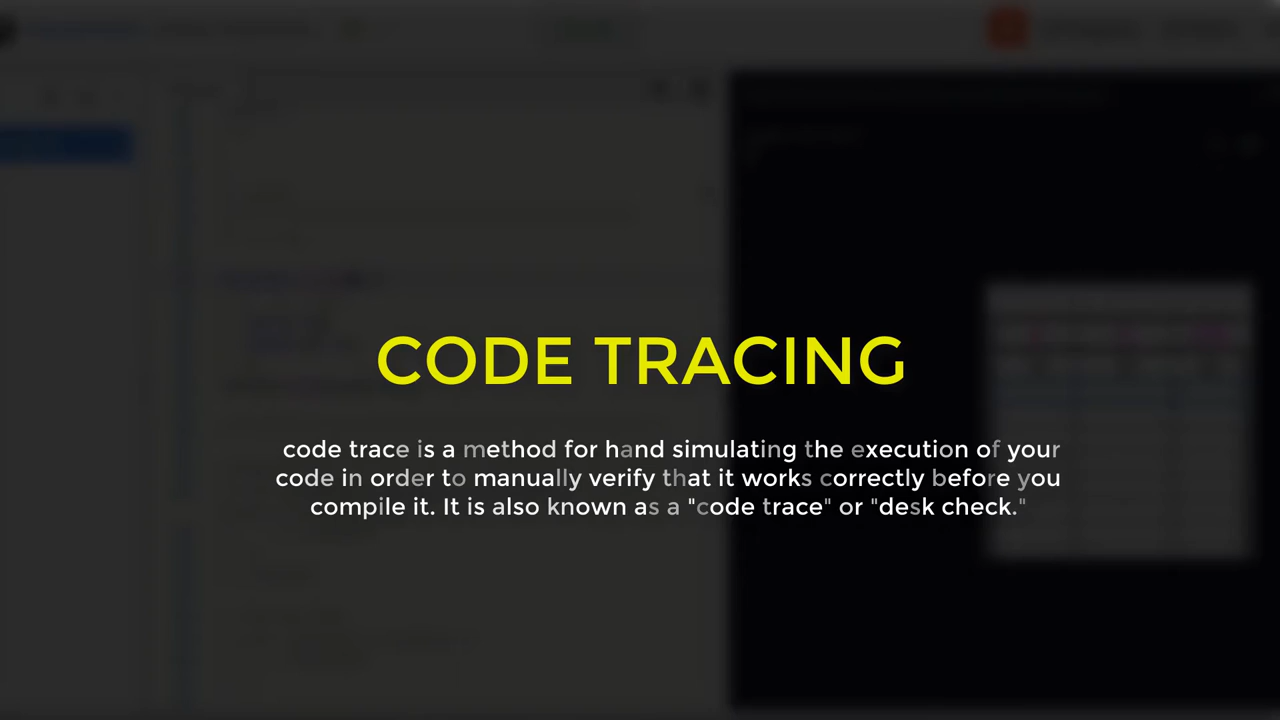 CODE TRACING
code trace is a method for hand simulating the execution of your
code in order to manually verify that it works correctly before you
compile it. It is also known as a "code trace" or "desk check."